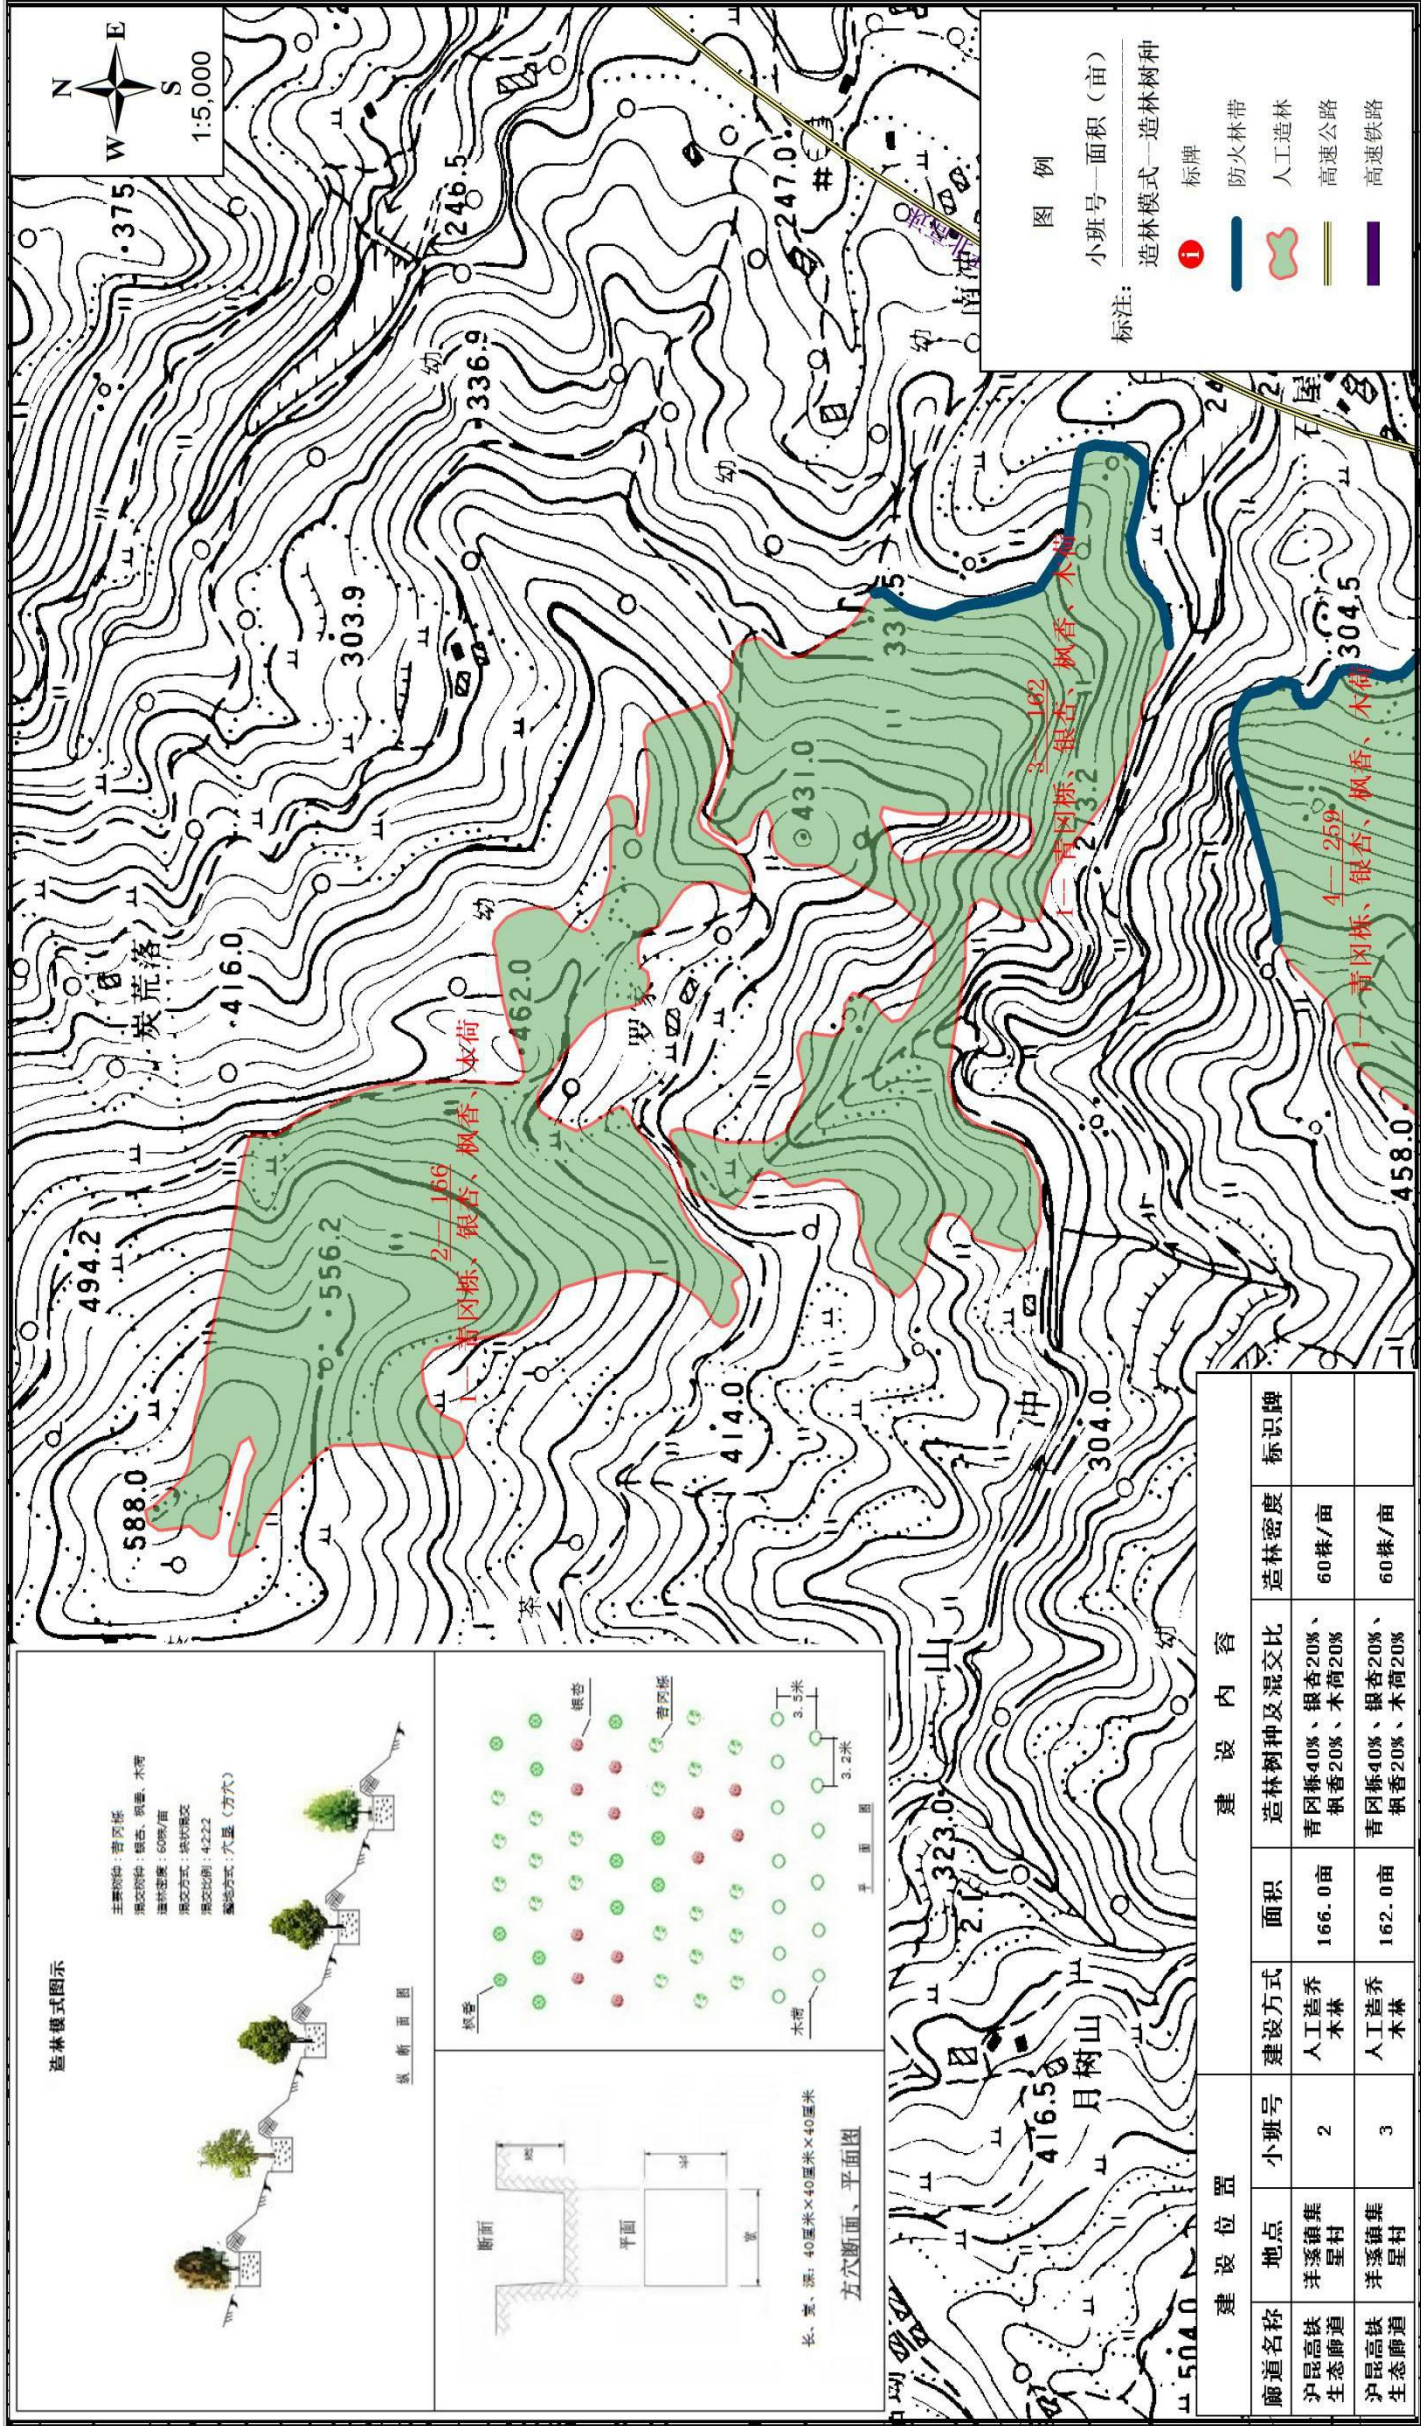 N
W
E
S
1:5,000
375
246.5
247.0
336.9
303.9
炭荒落
416.0
幼
幼
幼
幼
462.0
494.2
556.2
588.0
2—166
1—青冈栎、银杏、枫香、木荷
431.0
3—162
1—青冈栎、银杏、枫香、木荷
273.2
4—259
1—青冈栎、银杏、枫香、木荷
304.5
458.0
414.0
冲
304.0
茶
山
幼
323.0
416.5
月树山
504.0
图 例
标注:
小班号—面积（亩）
造林模式—造林树种
标牌
防火林带
人工造林
高速公路
高速铁路
造林模式图示
主要树种：青冈栎
混交树种：银杏、枫香、木荷
造林密度：60株/亩
混交方式：块状混交
混交比例：4:2:2:2
整地方式：穴垦（方穴）
纵 断 面 图
断面
平面
宽
长、宽、深：40厘米×40厘米×40厘米
方穴断面、平面图
枫香
银杏
青冈栎
木荷
3.5米
3.2米
平 面 图
建 设 位 置
建 设 内 容
廊道名称 地点 小班号 建设方式 面积 造林树种及混交比 造林密度 标识牌
沪昆高铁生态廊道 洋溪镇集星村 2 人工造乔木林 166.0亩 青冈栎40%、银杏20%、枫香20%、木荷20% 60株/亩
沪昆高铁生态廊道 洋溪镇集星村 3 人工造乔木林 162.0亩 青冈栎40%、银杏20%、枫香20%、木荷20% 60株/亩